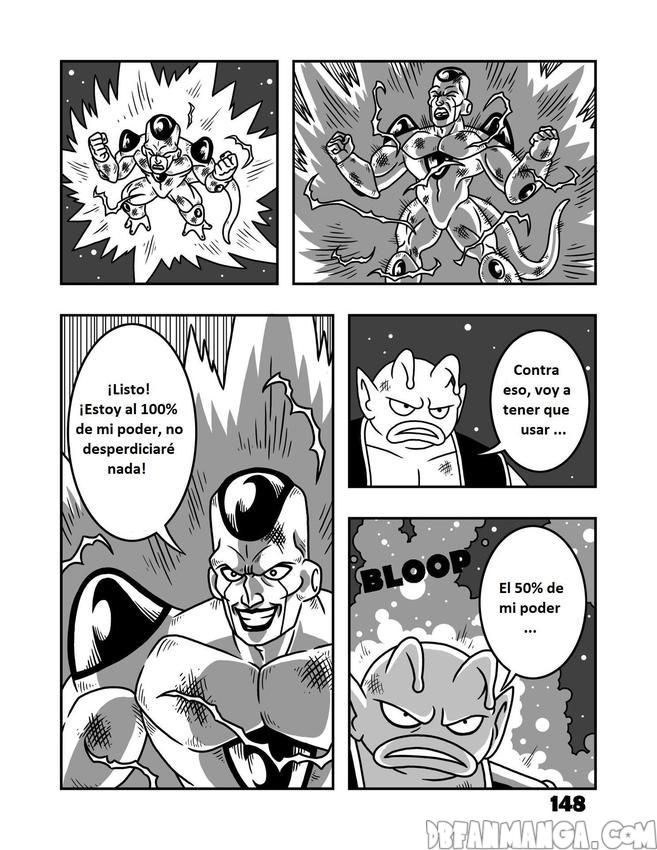 ¡Listo!
¡Estoy al 100%
de mi poder, no
desperdiciaré
nada!
Contra
eso, voy a
tener que
usar ...
BLOOP
El 50% de
mi poder
...
148
DBFANMANGA.COM